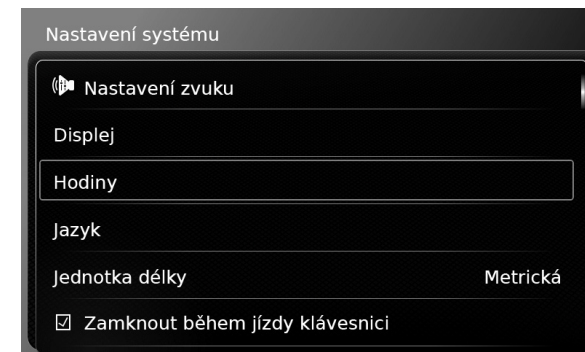 Nastavení systému
Nastavení zvuku
Displej
Hodiny
Jazyk
Jednotka délky Metrická
Zamknout během jízdy klávesnici